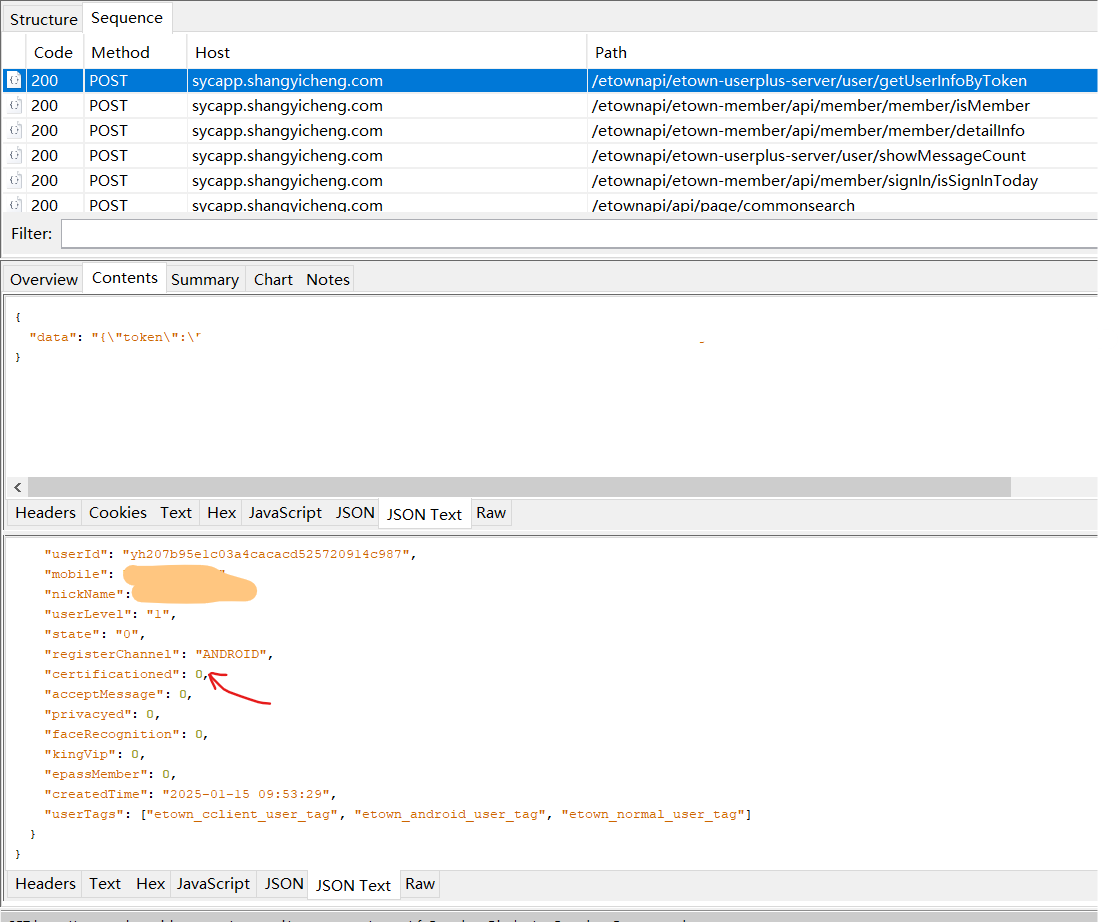 Structure Sequence
Code Method Host Path
200 POST sycapp.shangyicheng.com /etownapi/etown-userplus-server/user/getUserInfoByToken
200 POST sycapp.shangyicheng.com /etownapi/etown-member/api/member/member/isMember
200 POST sycapp.shangyicheng.com /etownapi/etown-member/api/member/member/detailInfo
200 POST sycapp.shangyicheng.com /etownapi/etown-userplus-server/user/showMessageCount
200 POST sycapp.shangyicheng.com /etownapi/etown-member/api/member/signIn/isSignInToday
200 POST sycapp.shangyicheng.com /etownapi/api/page/commonsearch
Filter:
Overview Contents Summary Chart Notes
{
"data": "{\"token\":\"
}
Headers Cookies Text Hex JavaScript JSON JSON Text Raw
"userId": "yh207b95e1c03a4cacacd525720914c987",
"mobile":
"nickName":
"userLevel": "1",
"state": "0",
"registerChannel": "ANDROID",
"certificationed": 0,
"acceptMessage": 0,
"privacyed": 0,
"faceRecognition": 0,
"kingVip": 0,
"epassMember": 0,
"createdTime": "2025-01-15 09:53:29",
"userTags": ["etown_cclient_user_tag", "etown_android_user_tag", "etown_normal_user_tag"]
}
}
Headers Text Hex JavaScript JSON JSON Text Raw